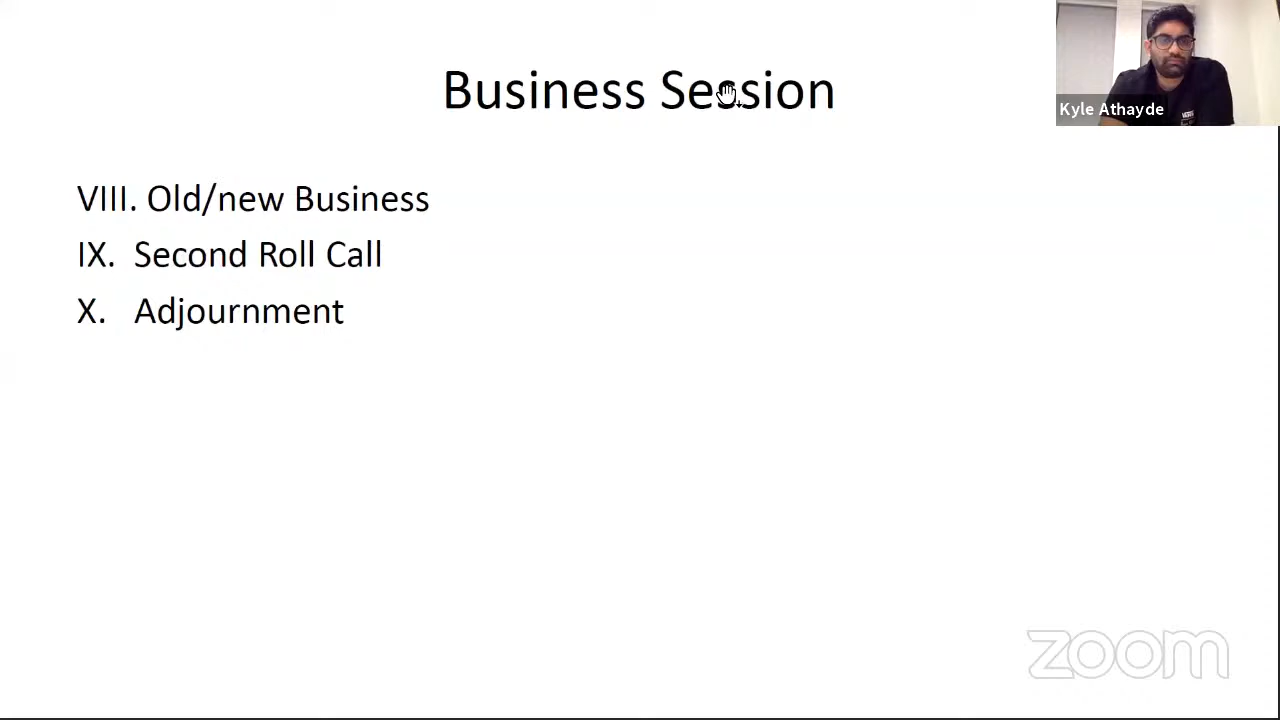 Business Session
Kyle Athayde
VIII. Old/new Business
IX. Second Roll Call
X. Adjournment
zoom